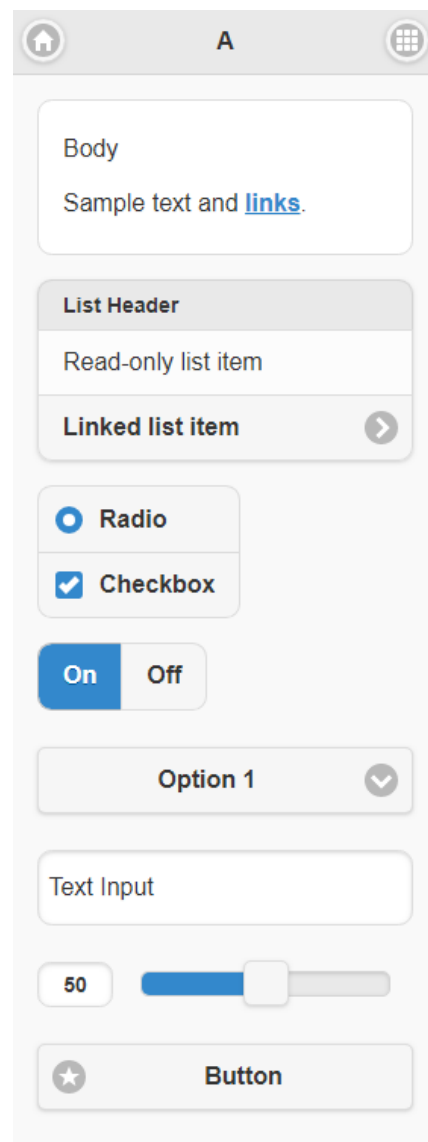 A
Body
Sample text and links.
List Header
Read-only list item
Linked list item
Radio
Checkbox
On Off
Option 1
Text Input
50
Button